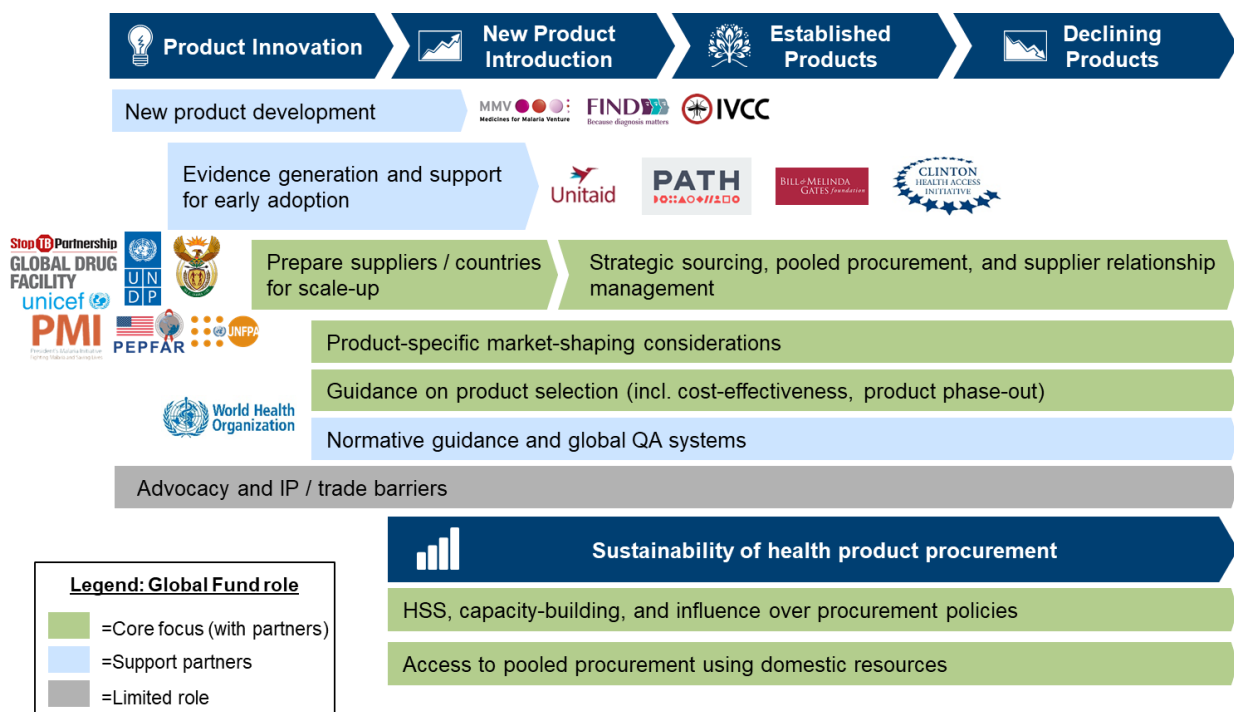 Product Innovation
New Product
Introduction
Established
Products
Declining
Products
New product development
MMV
Medicines for Malaria Venture
FIND
Because diagnosis matters
IVCC
Evidence generation and support
for early adoption
Unitaid
PATH
BILL & MELINDA
GATES foundation
CLINTON
HEALTH ACCESS
INITIATIVE
Stop TB Partnership
GLOBAL DRUG
FACILITY
unicef
U N
D P
Prepare suppliers / countries
for scale-up
Strategic sourcing, pooled procurement, and supplier relationship
management
PMI
President's Malaria Initiative
PEPFAR
UNFPA
Product-specific market-shaping considerations
Guidance on product selection (incl. cost-effectiveness, product phase-out)
World Health
Organization
Normative guidance and global QA systems
Advocacy and IP / trade barriers
Sustainability of health product procurement
HSS, capacity-building, and influence over procurement policies
Access to pooled procurement using domestic resources
Legend: Global Fund role
=Core focus (with partners)
=Support partners
=Limited role